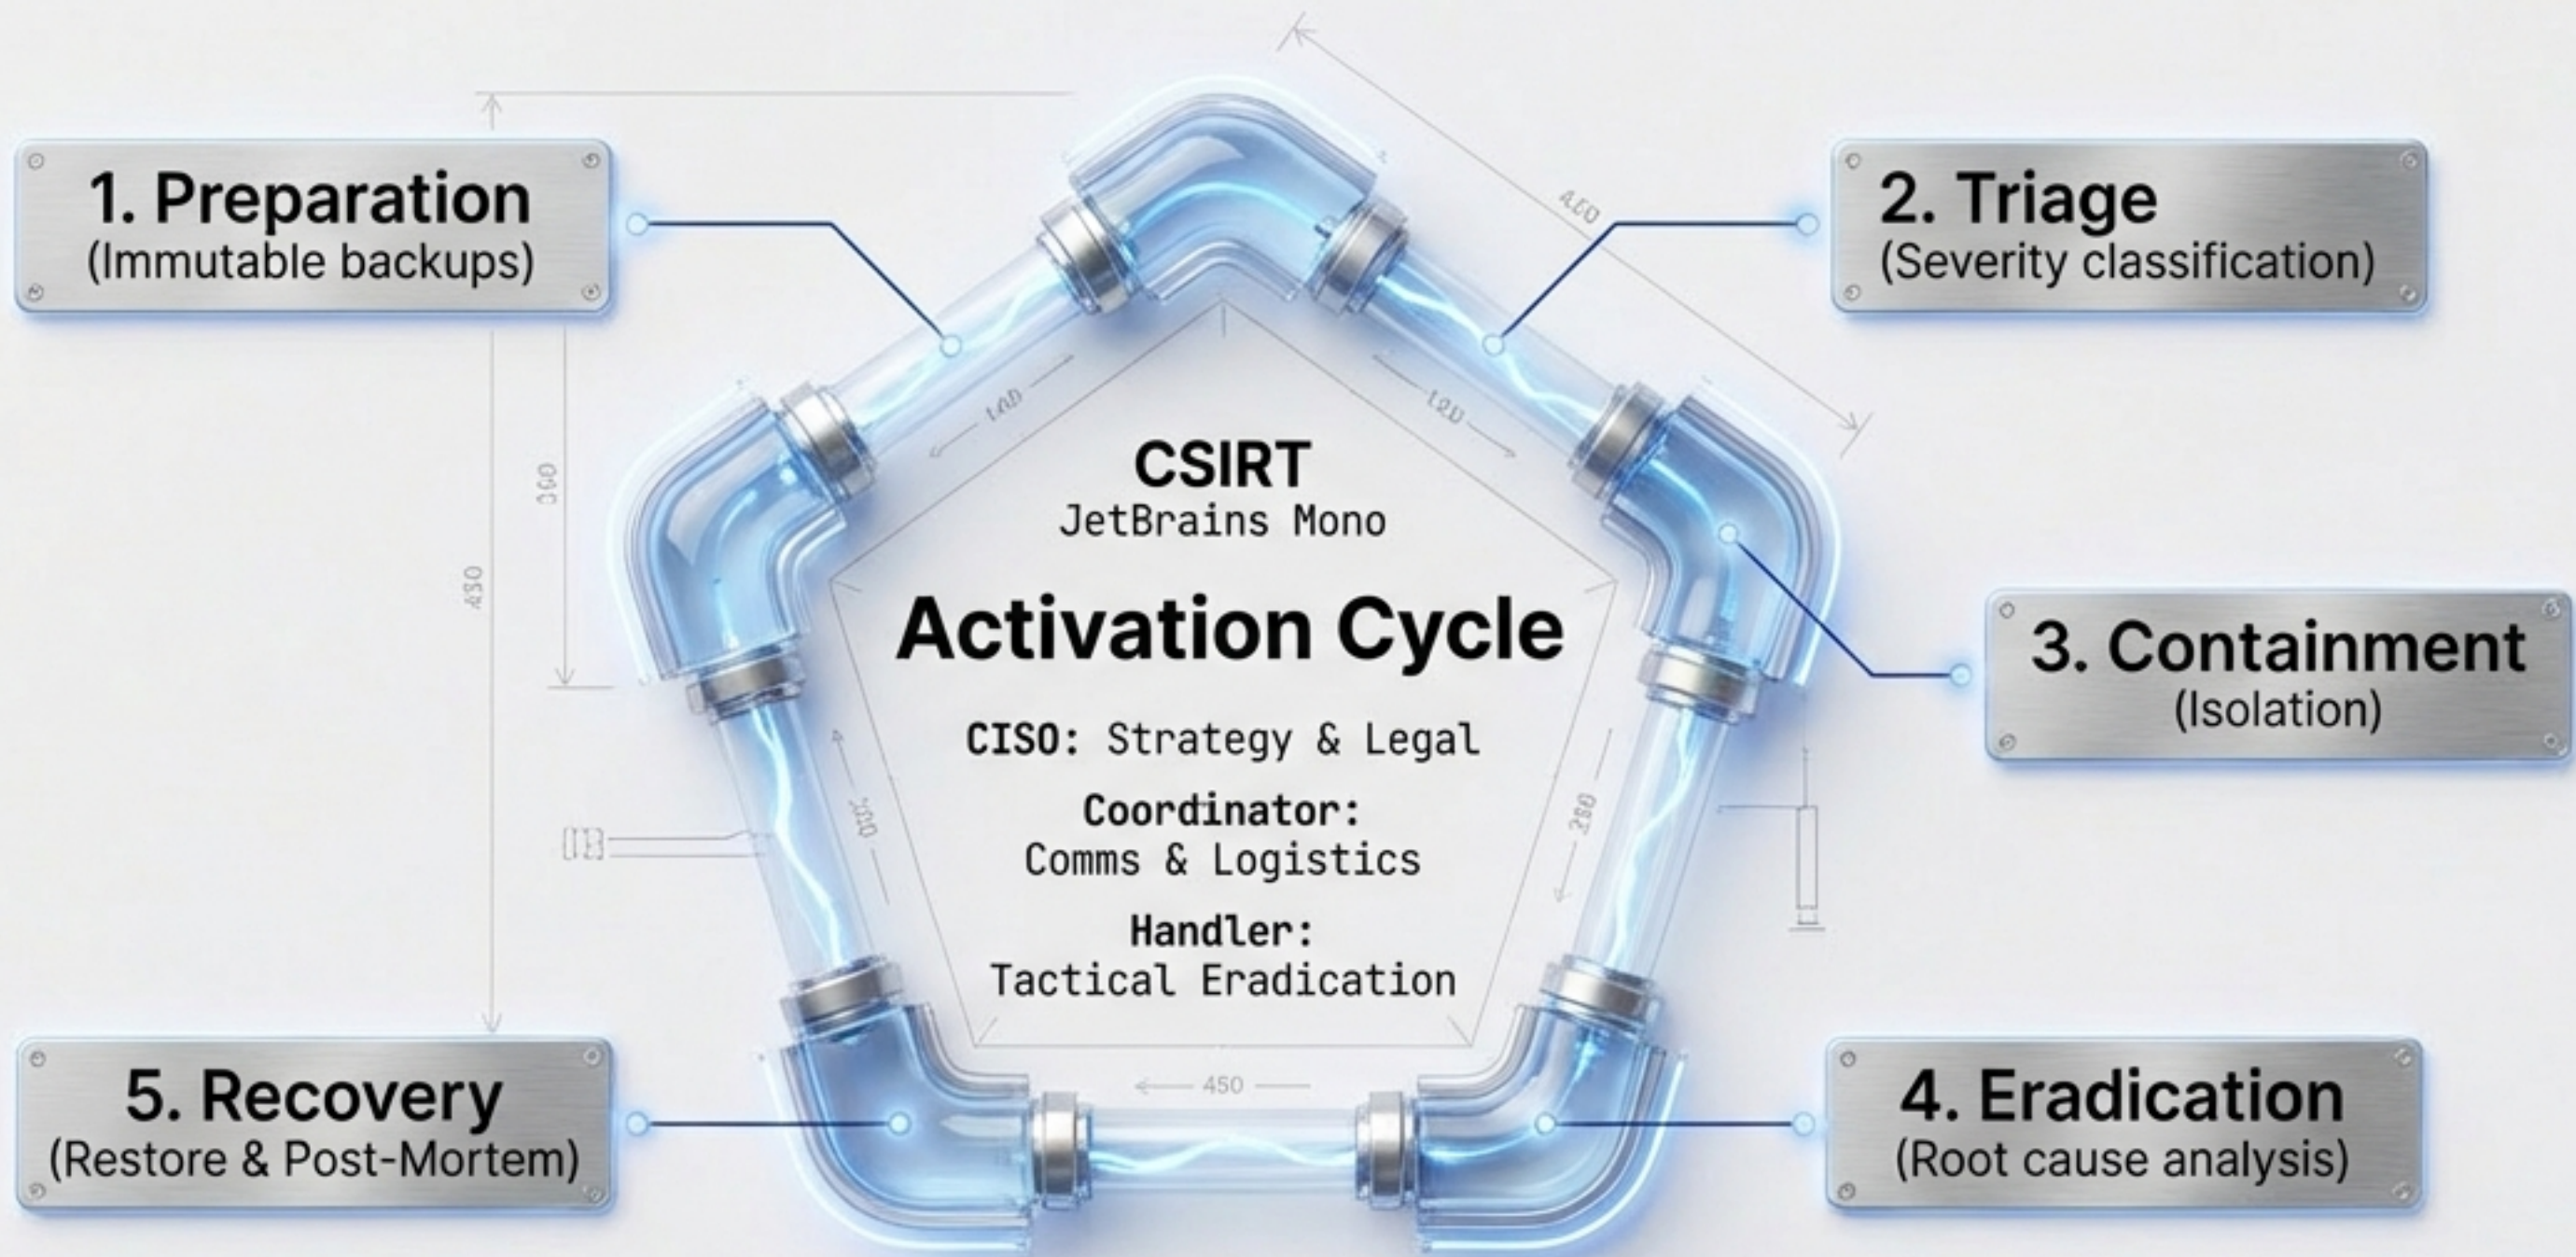 1. Preparation
(Immutable backups)
2. Triage
(Severity classification)
CSIRT
JetBrains Mono
Activation Cycle
CISO: Strategy & Legal
Coordinator:
Comms & Logistics
Handler:
Tactical Eradication
3. Containment
(Isolation)
450
5. Recovery
(Restore & Post-Mortem)
4. Eradication
(Root cause analysis)